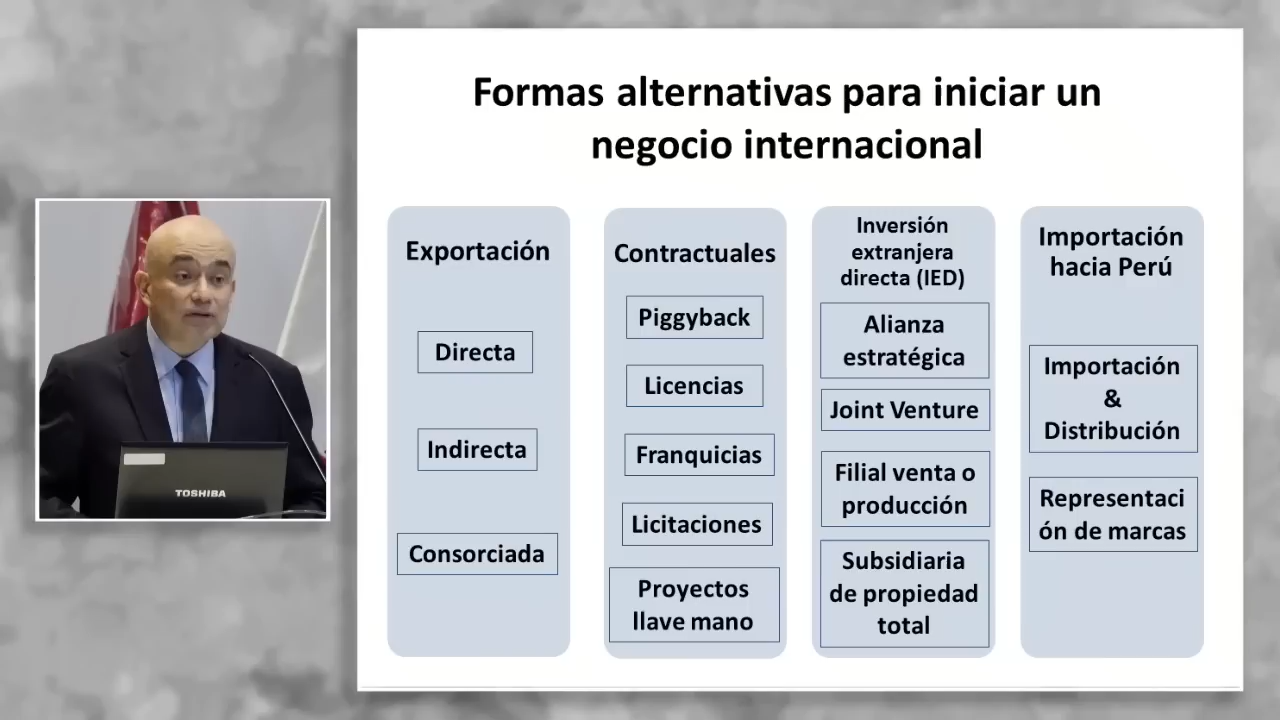 Formas alternativas para iniciar un
negocio internacional
Exportación
Directa
Indirecta
Consorciada
Contractuales
Piggyback
Licencias
Franquicias
Licitaciones
Proyectos
llave mano
Inversión
extranjera
directa (IED)
Alianza
estratégica
Joint Venture
Filial venta o
producción
Subsidiaria
de propiedad
total
Importación
hacia Perú
Importación
&
Distribución
Representaci
ón de marcas
TOSHIBA